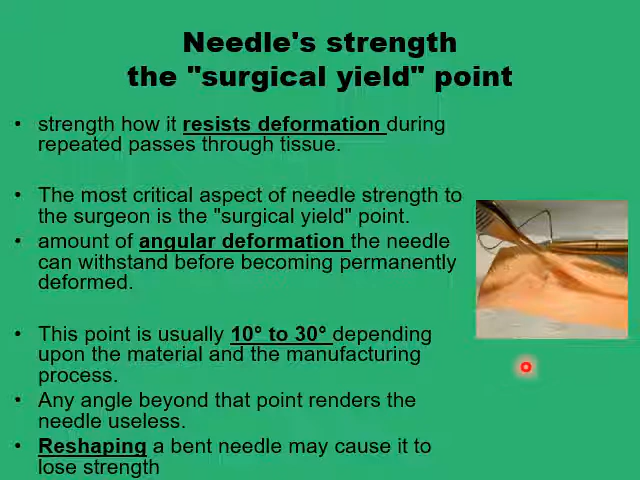 Needle's strength
the "surgical yield" point
• strength how it resists deformation during
repeated passes through tissue.
• The most critical aspect of needle strength to
the surgeon is the "surgical yield" point.
• amount of angular deformation the needle
can withstand before becoming permanently
deformed.
• This point is usually 10° to 30° depending
upon the material and the manufacturing
process.
• Any angle beyond that point renders the
needle useless.
• Reshaping a bent needle may cause it to
lose strength